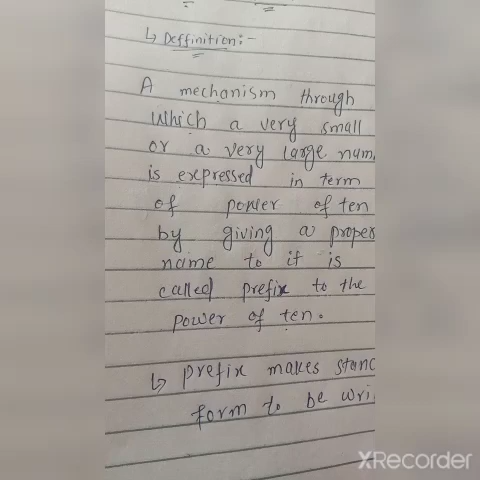 ↳ Deffinition:-
A mechanism through
which a very small
or a very large num
is expressed in term
of power of ten
by giving a proper
name to it is
called prefix to the
power of ten.
↳ prefix makes stanc
form to be wri
XRecorder